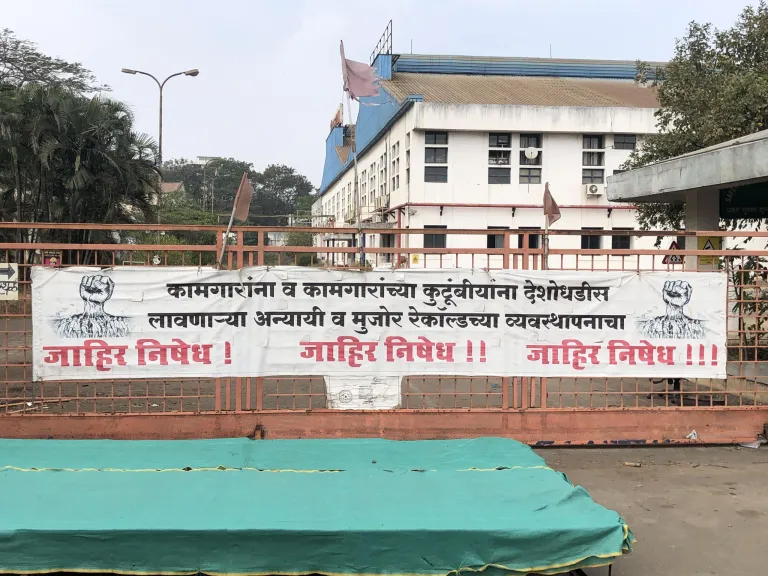 कामगारांना व कामगारांच्या कुटूंबीयांना देशोधडीस
लावणाऱ्या अन्यायी व मुजोर रेकॉल्डच्या व्यवस्थापनाचा
जाहिर निषेध ! जाहिर निषेध !! जाहिर निषेध !!!